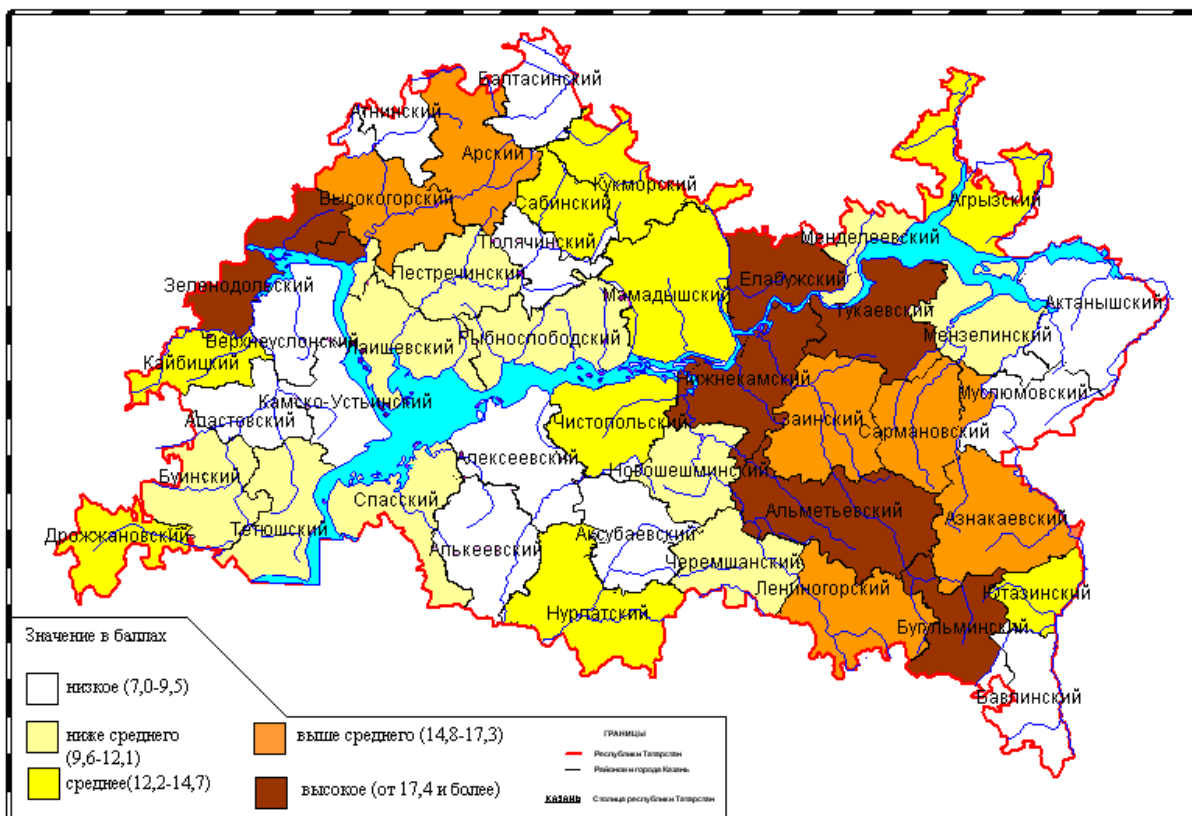 Балтасинский
Атнинский
Арский
Кукморский
Высокогорский
Сабинский
Агрызский
Тюлячинский
Менделеевский
Пестречинский
Зеленодольский
Елабужский
Мамадышский
Актанышский
Тукаевский
Верхнеуслонский
Рыбнослободский
Мензелинский
Лаишевский
Кайбицкий
Нижнекамский
Муслюмовский
Камско-Устьинский
Апастовский
Чистопольский
Заинский
Сармановский
Алексеевский
Новошешминский
Буинский
Спасский
Альметьевский
Азнакаевский
Тетюшский
Дрожжановский
Аксубаевский
Алькеевский
Черемшанский
Лениногорский
Ютазинский
Нурлатский
Бугульминский
Бавлинский
Значение в баллах
низкое (7,0-9,5)
ниже среднего
(9,6-12,1)
среднее(12,2-14,7)
выше среднего (14,8-17,3)
высокое (от 17,4 и более)
ГРАНИЦЫ
Республики Татарстан
Районов и города Казань
КАЗАНЬ Столица республики Татарстан